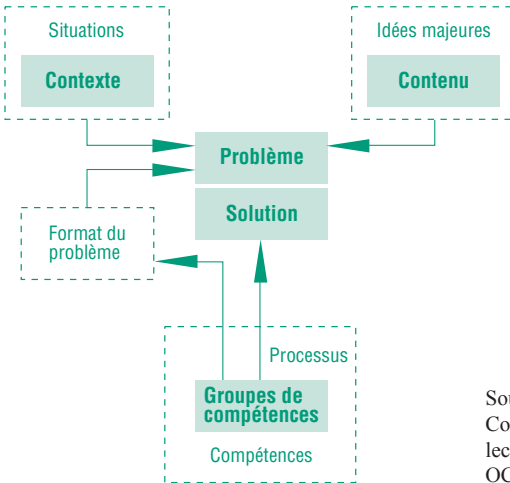 Situations
Contexte
Idées majeures
Contenu
Problème
Solution
Format du
problème
Processus
Groupes de
compétences
Compétences